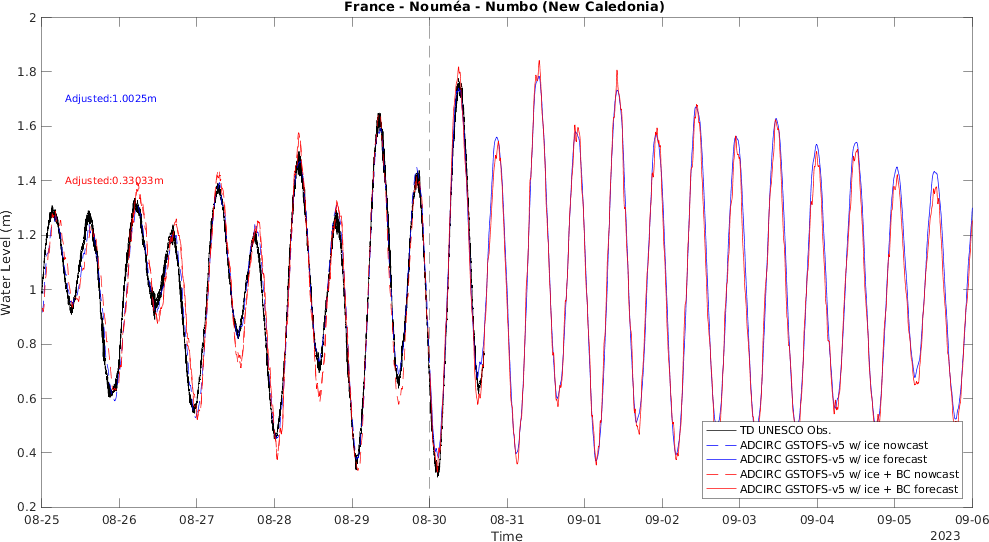 France - Nouméa - Numbo (New Caledonia)
2
1.8
1.6
1.4
1.2
1
0.8
0.6
0.4
0.2
Water Level (m)
Adjusted:1.0025m
Adjusted:0.33033m
TD UNESCO Obs.
ADCIRC GSTOFS-v5 w/ ice nowcast
ADCIRC GSTOFS-v5 w/ ice forecast
ADCIRC GSTOFS-v5 w/ ice + BC nowcast
ADCIRC GSTOFS-v5 w/ ice + BC forecast
08-25 08-26 08-27 08-28 08-29 08-30 08-31 09-01 09-02 09-03 09-04 09-05 09-06
Time
2023